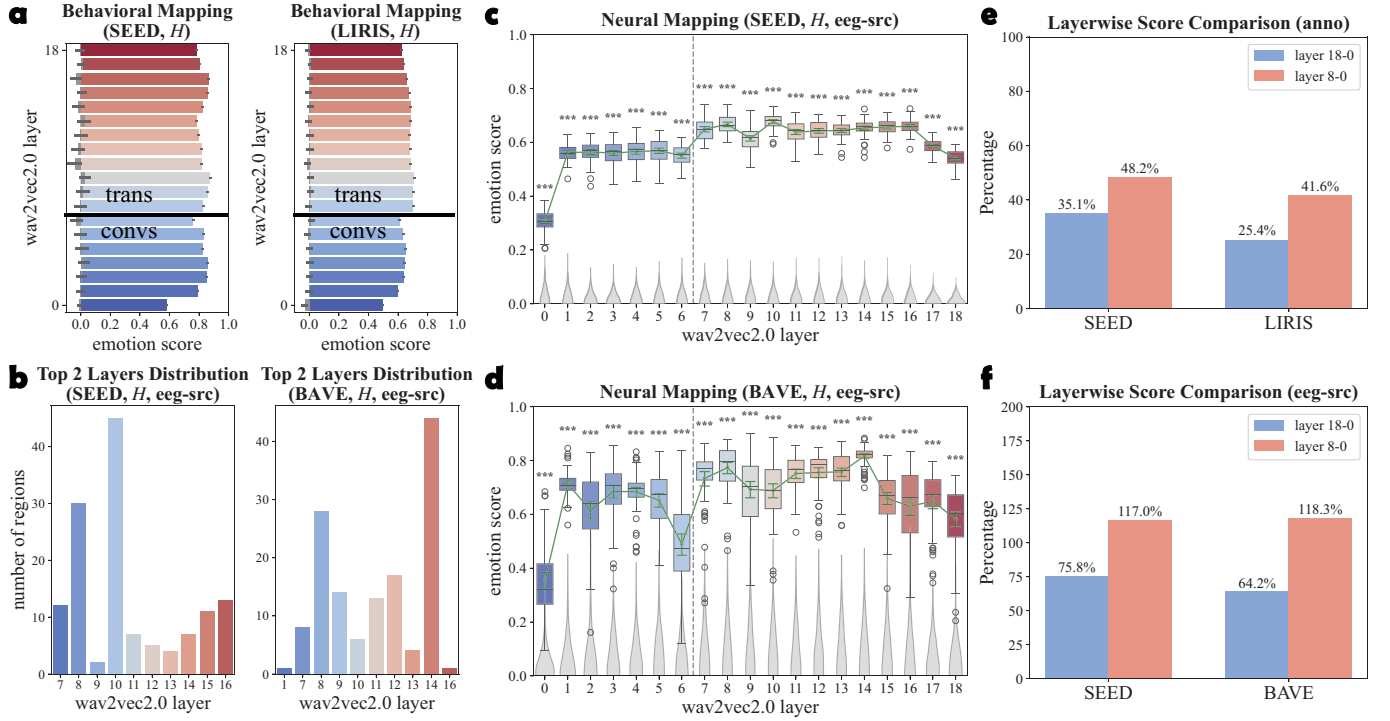 a
Behavioral Mapping
(SEED, H)
18
wav2vec2.0 layer
trans
convs
0
0.0 0.2 0.4 0.6 0.8 1.0
emotion score
Behavioral Mapping
(LIRIS, H)
18
wav2vec2.0 layer
trans
convs
0
0.0 0.2 0.4 0.6 0.8 1.0
emotion score
b
Top 2 Layers Distribution
(SEED, H, eeg-src)
number of regions
40
30
20
10
0
7 8 9 10 11 12 13 14 15 16
wav2vec2.0 layer
Top 2 Layers Distribution
(BAVE, H, eeg-src)
40
30
20
10
0
1 7 8 9 10 11 12 13 14 16
wav2vec2.0 layer
c
Neural Mapping (SEED, H, eeg-src)
emotion score
1.0
0.8
0.6
0.4
0.2
0.0
*** *** *** *** *** *** *** *** *** *** *** *** *** *** *** *** *** *** ***
0 1 2 3 4 5 6 7 8 9 10 11 12 13 14 15 16 17 18
wav2vec2.0 layer
d
Neural Mapping (BAVE, H, eeg-src)
emotion score
1.0
0.8
0.6
0.4
0.2
0.0
*** *** *** *** *** *** *** *** *** *** *** *** *** *** *** *** *** *** ***
0 1 2 3 4 5 6 7 8 9 10 11 12 13 14 15 16 17 18
wav2vec2.0 layer
e
Layerwise Score Comparison (anno)
Percentage
100
80
60
40
20
0
layer 18-0
layer 8-0
35.1%
48.2%
25.4%
41.6%
SEED LIRIS
f
Layerwise Score Comparison (eeg-src)
Percentage
200
175
150
125
100
75
50
25
0
layer 18-0
layer 8-0
75.8%
117.0%
64.2%
118.3%
SEED BAVE